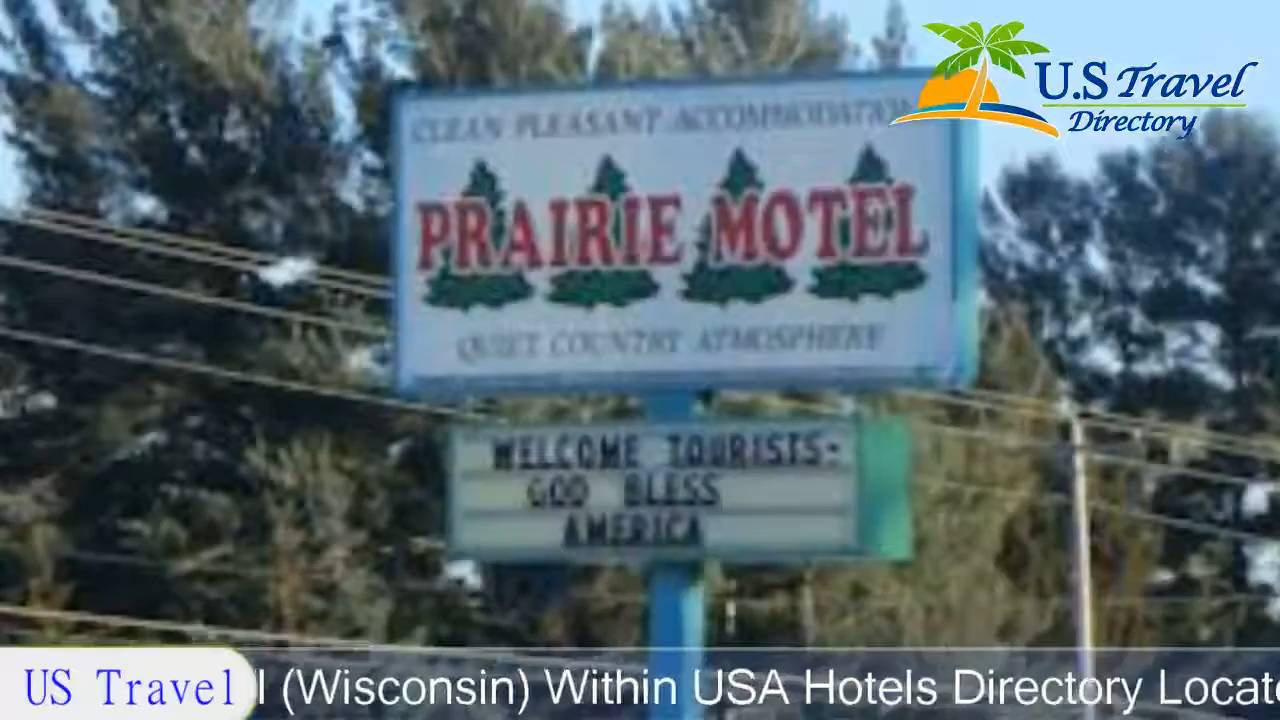 U.S Travel
Directory
CLEAN PLEASANT ACCOMMODATION
PRAIRIE MOTEL
QUIET COUNTRY ATMOSPHERE
WELCOME TOURISTS-
GOD BLESS
AMERICA
US Travel l (Wisconsin) Within USA Hotels Directory Locate